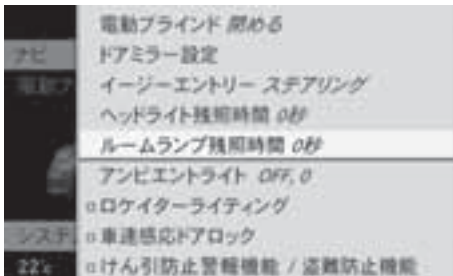 電動ブラインド 閉める
ナビ
ドアミラー設定
電動ブ
イージーエントリー ステアリング
ヘッドライト残照時間 0秒
ルームランプ残照時間 0秒
アンビエントライト OFF, 0
ロケイターライティング
システ
車速感応ドアロック
22℃
けん引防止警報機能 / 盗難防止機能